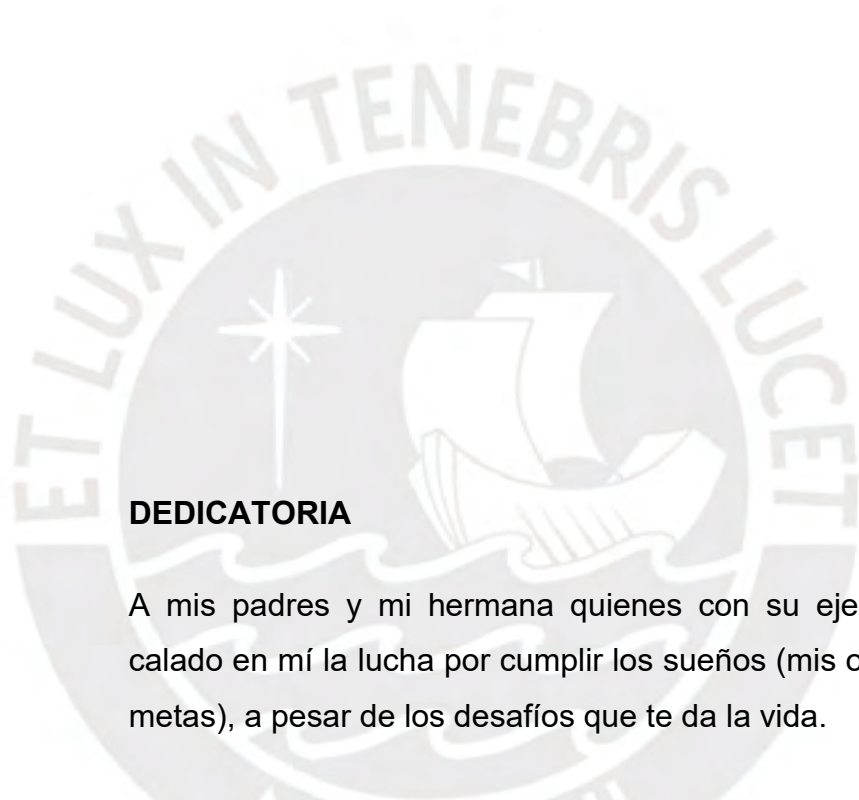 ET LUX IN TENEBRIS LUCET
DEDICATORIA
A mis padres y mi hermana quienes con su eje
calado en mí la lucha por cumplir los sueños (mis o
metas), a pesar de los desafíos que te da la vida.